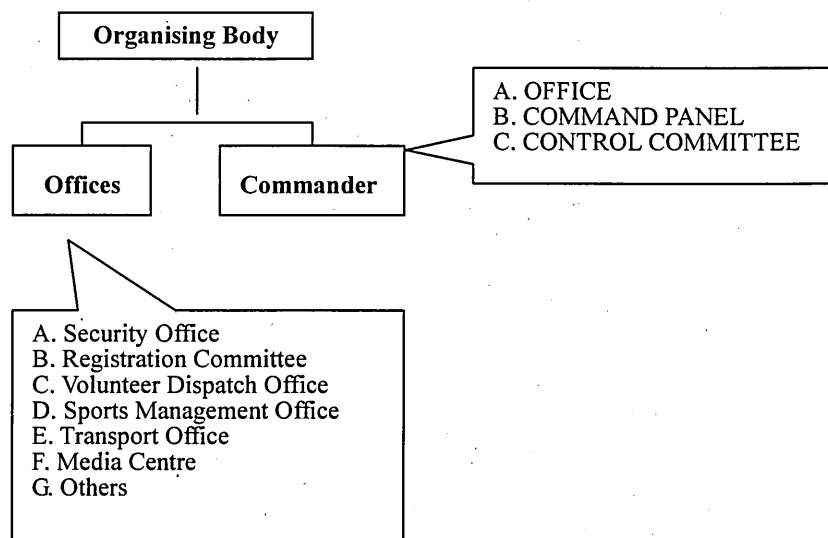 Organising Body
A. OFFICE
B. COMMAND PANEL
C. CONTROL COMMITTEE
Offices
Commander
A. Security Office
B. Registration Committee
C. Volunteer Dispatch Office
D. Sports Management Office
E. Transport Office
F. Media Centre
G. Others